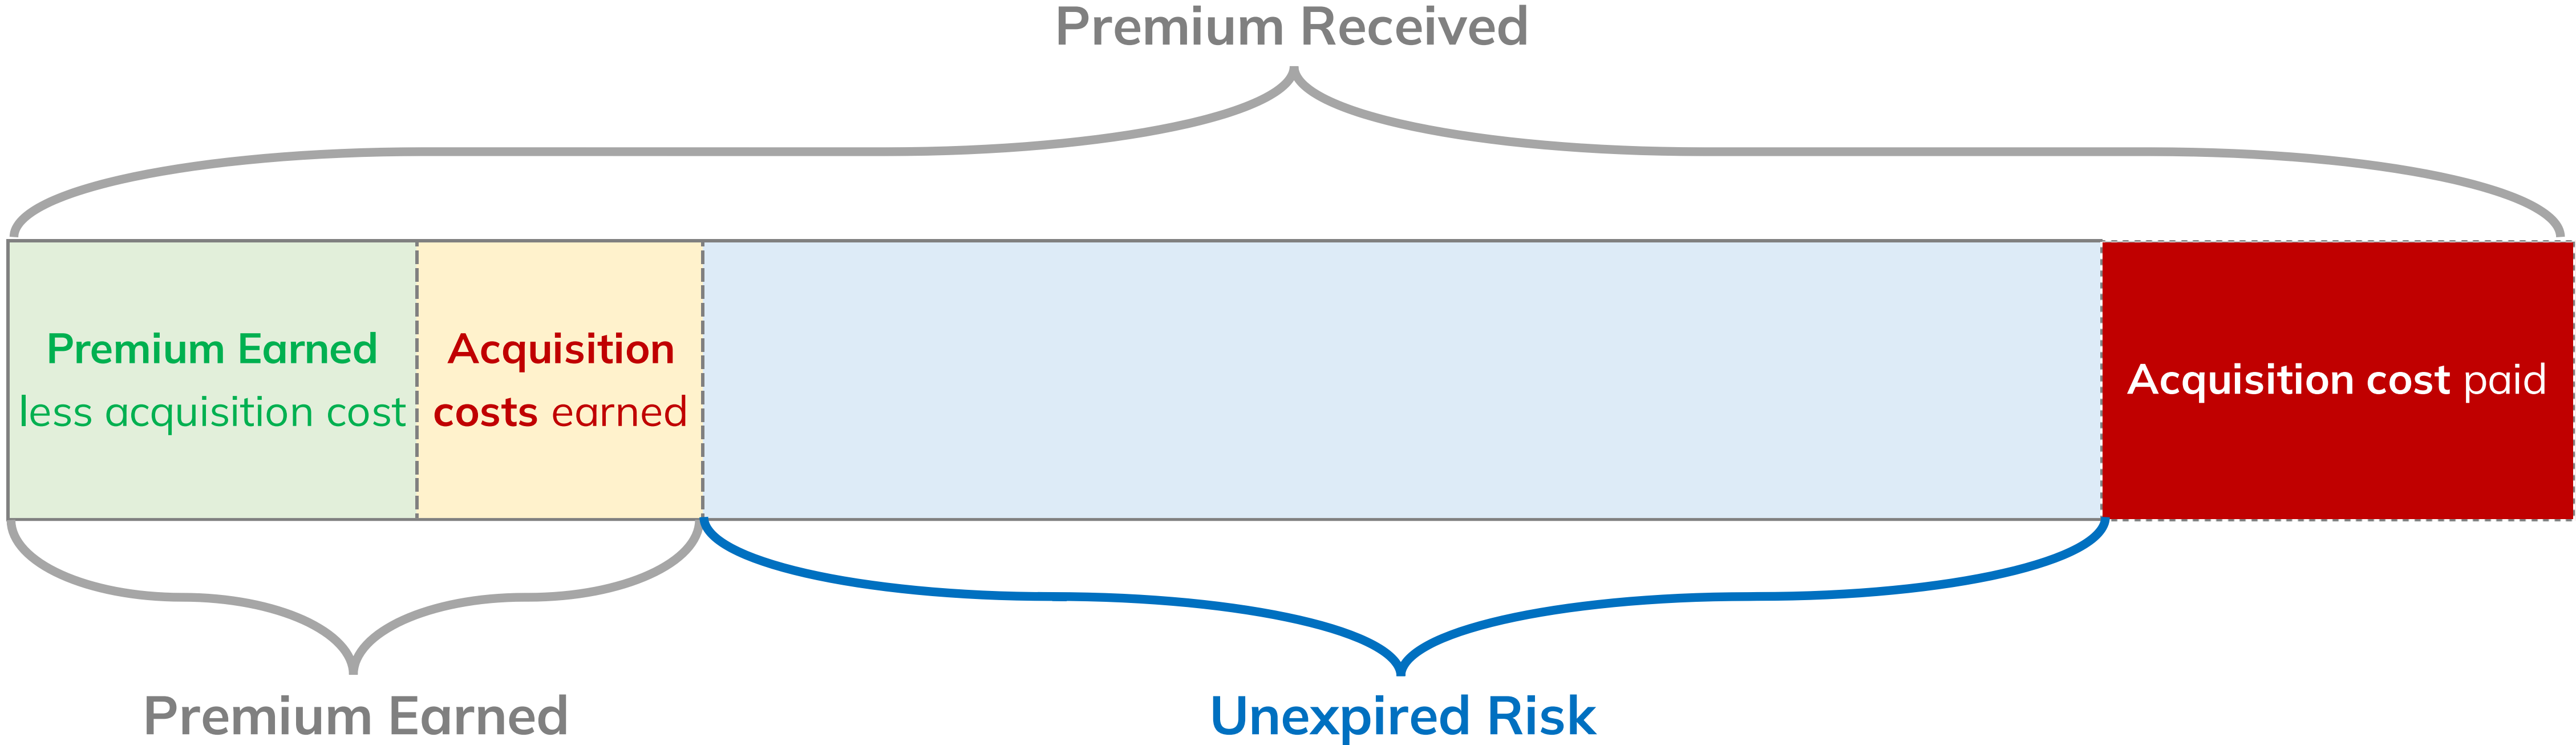 Premium Received
Premium Earned
less acquisition cost
Acquisition
costs earned
Acquisition cost paid
Premium Earned
Unexpired Risk